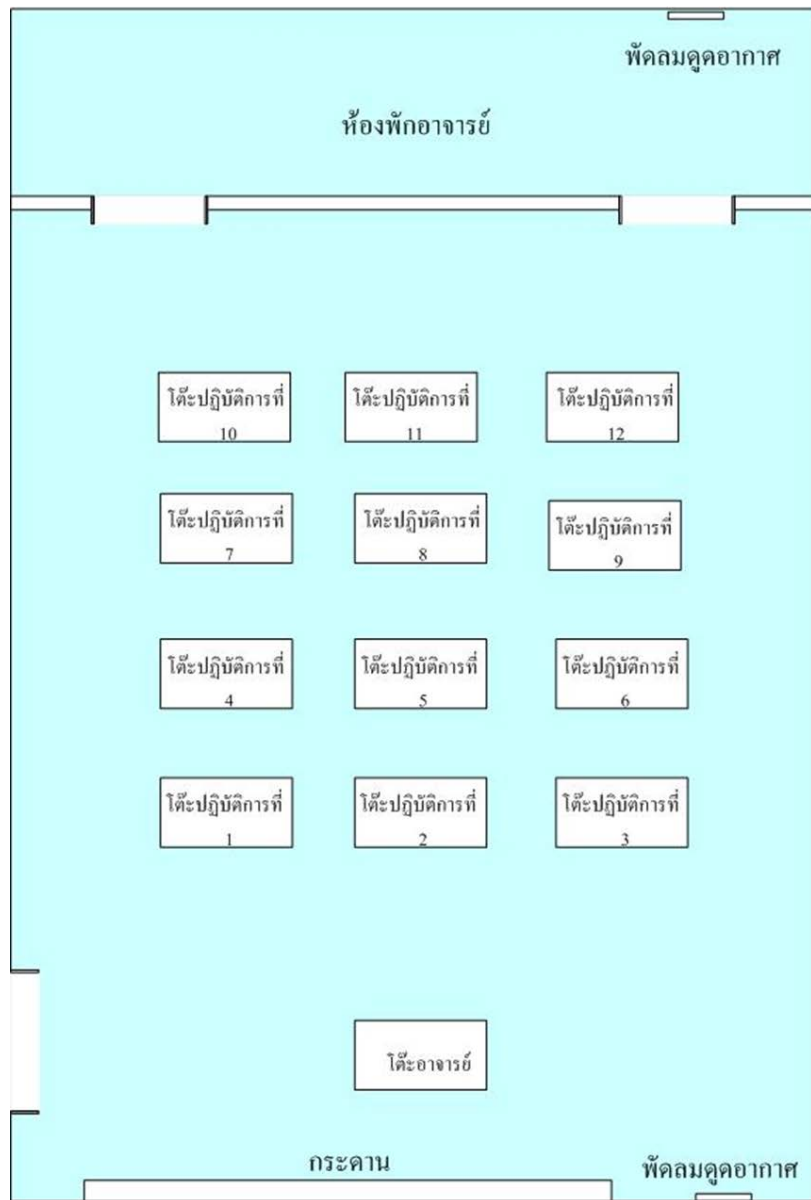 พัดลมดูดอากาศ
ห้องพักอาจารย์
โต๊ะปฏิบัติการที่
10
โต๊ะปฏิบัติการที่
11
โต๊ะปฏิบัติการที่
12
โต๊ะปฏิบัติการที่
7
โต๊ะปฏิบัติการที่
8
โต๊ะปฏิบัติการที่
9
โต๊ะปฏิบัติการที่
4
โต๊ะปฏิบัติการที่
5
โต๊ะปฏิบัติการที่
6
โต๊ะปฏิบัติการที่
1
โต๊ะปฏิบัติการที่
2
โต๊ะปฏิบัติการที่
3
โต๊ะอาจารย์
กระดาน
พัดลมดูดอากาศ